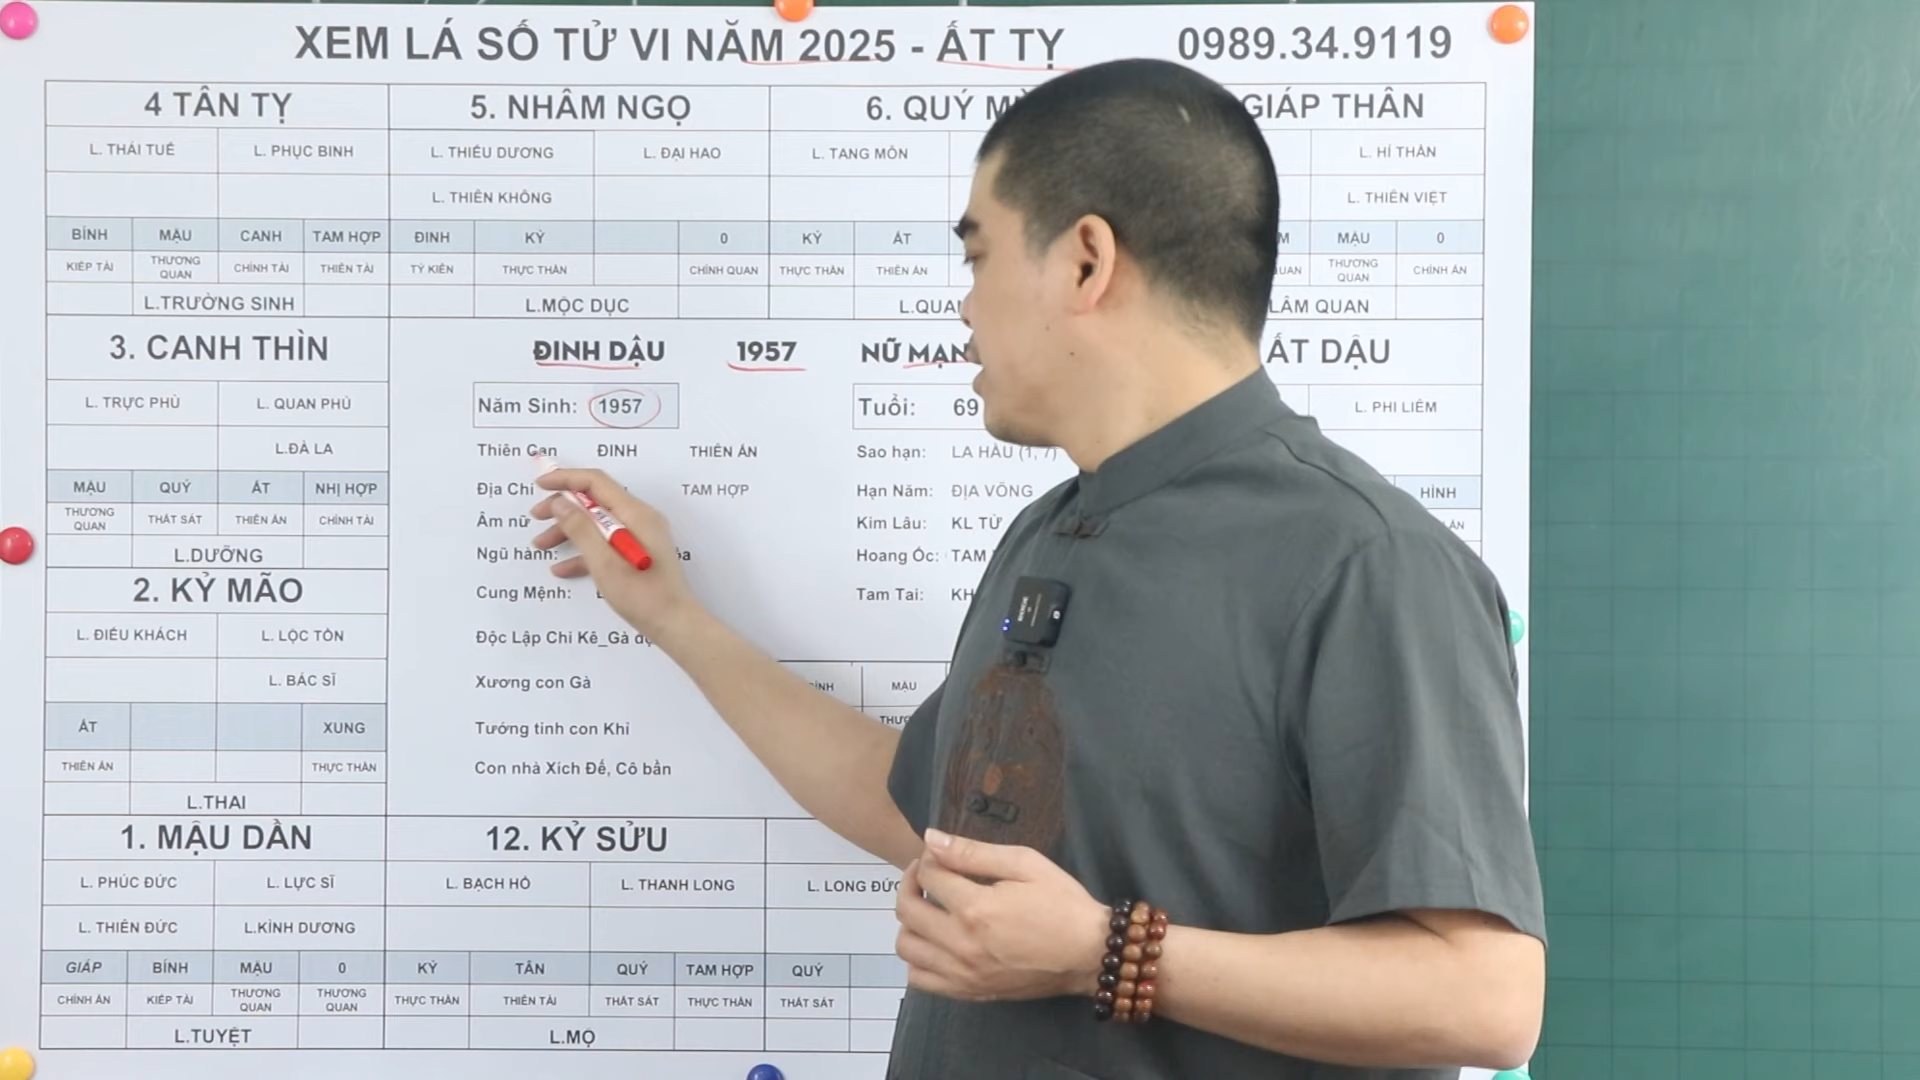 XEM LÁ SỐ TỬ VI NĂM 2025 - ẤT TỴ 0989.34.9119
4 TÂN TỴ 5. NHÂM NGỌ 6. QUÝ GIÁP THÂN
L. THÁI TUẾ L. PHỤC BINH L. THIẾU DƯƠNG L. ĐẠI HAO L. TANG MÔN L. HỈ THẦN
L. THIÊN KHÔNG L. THIÊN VIỆT
BÍNH MẬU CANH TAM HỢP ĐINH KỶ 0 KỶ ẤT MẬU 0
KIẾP TÀI THƯƠNG QUAN CHÍNH TÀI THIÊN TÀI TỶ KIÊN THỰC THẦN CHÍNH QUAN THỰC THẦN THIÊN ẤN THƯƠNG QUAN CHÍNH ẤN
L.TRƯỜNG SINH L.MỘC DỤC LÂM QUAN
3. CANH THÌN ĐINH DẬU 1957 NỮ MẠN ẤT DẬU
L. TRỰC PHÙ L. QUAN PHÙ Năm Sinh: 1957 Tuổi: 69 L. PHI LIÊM
L.ĐÀ LA Thiên Can ĐINH THIÊN ẤN Sao hạn: LA HẦU (1, 7)
MẬU QUÝ ẤT NHỊ HỢP Địa Chi TAM HỢP Hạn Năm: ĐỊA VÕNG HÌNH
THƯƠNG QUAN THẤT SÁT THIÊN ẤN CHÍNH TÀI Âm nữ Kim Lâu: KL TỬ
L.DƯỠNG Ngũ hành: Hoang Ốc: TAM
2. KỶ MÃO Cung Mệnh: Tam Tai:
L. ĐIẾU KHÁCH L. LỘC TỒN Độc Lập Chi Kê_Gà
L. BÁC SĨ Xương con Gà MẬU
ẤT XUNG Tướng tinh con Khỉ
THIÊN ẤN THỰC THẦN Con nhà Xích Đế, Cô bần
L.THAI
1. MẬU DẦN 12. KỶ SỬU
L. PHÚC ĐỨC L. LỰC SĨ L. BẠCH HỔ L. THANH LONG L. LONG ĐỨC
L. THIÊN ĐỨC L.KÌNH DƯƠNG
GIÁP BÍNH MẬU 0 KỶ TÂN QUÝ TAM HỢP QUÝ
CHÍNH ẤN KIẾP TÀI THƯƠNG QUAN THƯƠNG QUAN THỰC THẦN THIÊN TÀI THẤT SÁT THỰC THẦN THẤT SÁT
L.TUYỆT L.MỘ